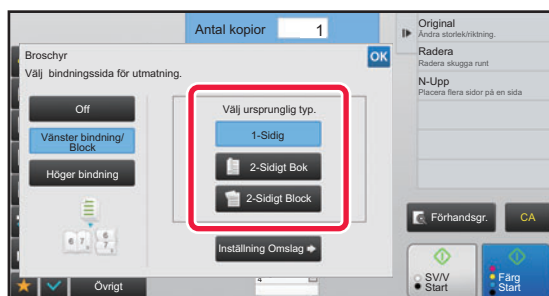 Antal kopior 1
Broschyr
OK
Välj bindningssida för utmatning.
Off
Vänster bindning/
Block
Höger bindning
Välj ursprunglig typ.
1-Sidig
2-Sidigt Bok
2-Sidigt Block
Inställning Omslag
Övrigt
Original
Ändra storlek/riktning.
Radera
Radera skugga runt
N-Upp
Placera flera sidor på en sida
Förhandsgr.
CA
SV/V
Start
Färg
Start